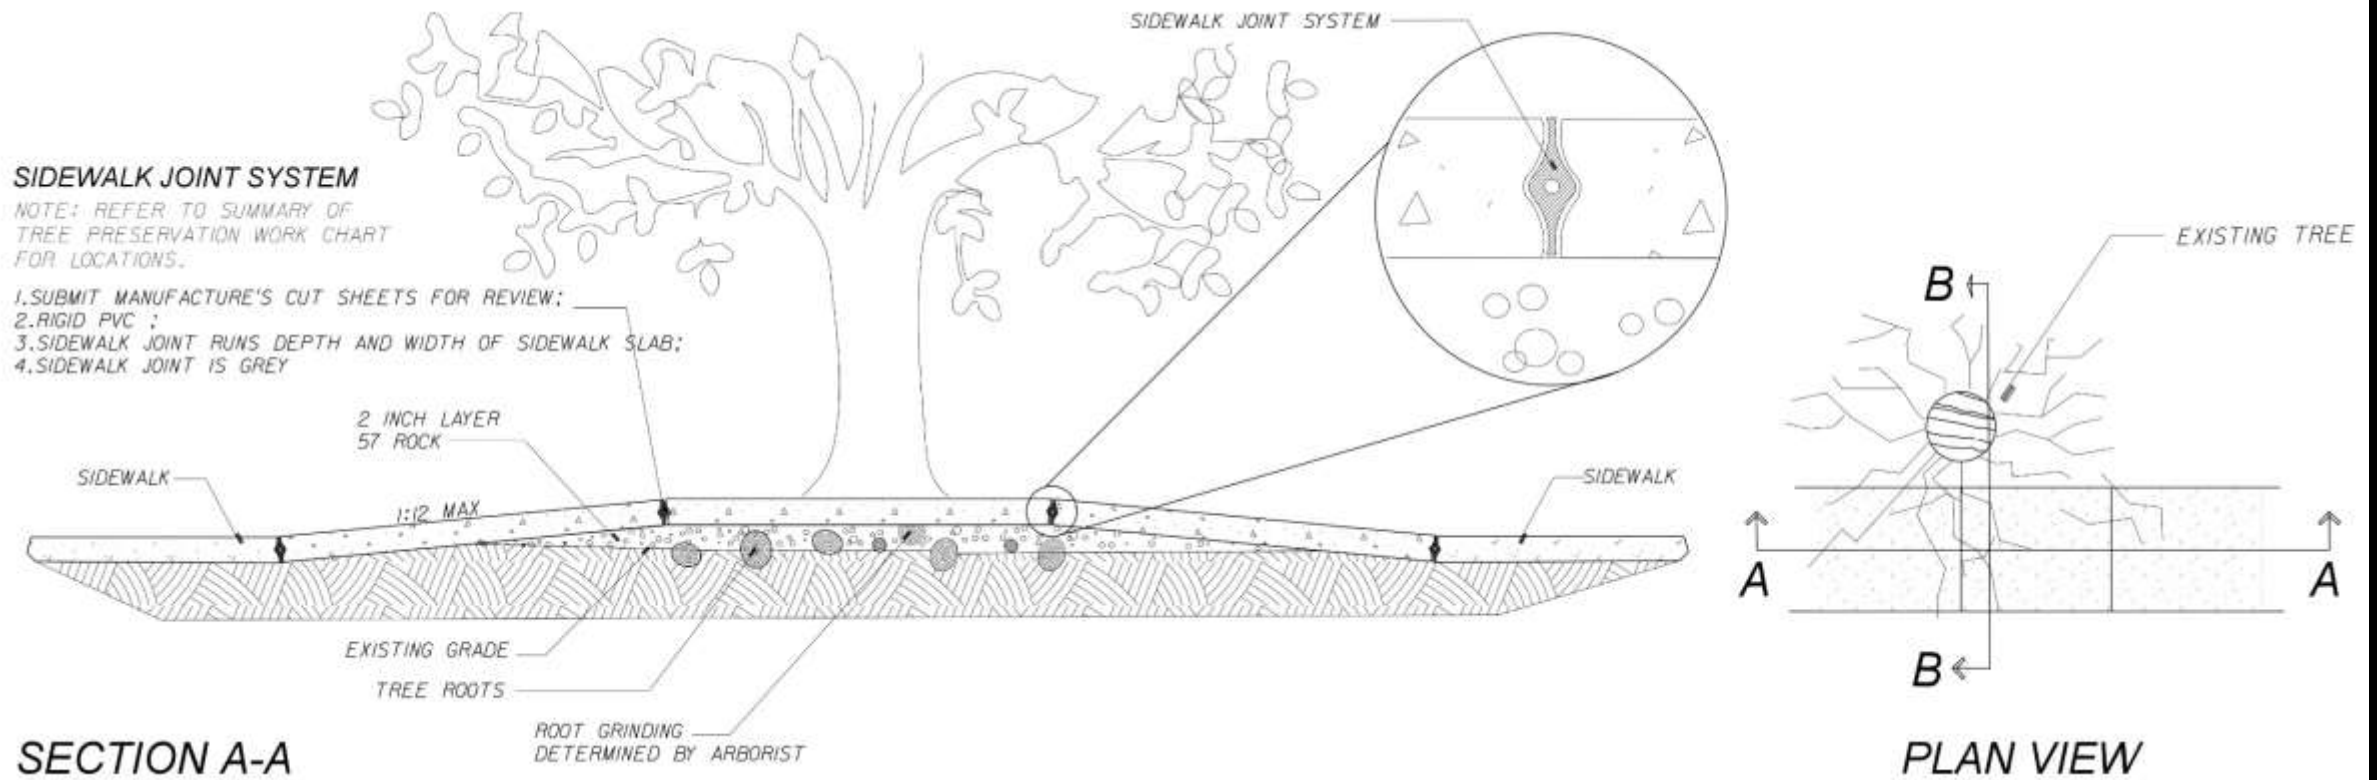 SIDEWALK JOINT SYSTEM
SIDEWALK JOINT SYSTEM
NOTE: REFER TO SUMMARY OF
TREE PRESERVATION WORK CHART
FOR LOCATIONS.
1.SUBMIT MANUFACTURE'S CUT SHEETS FOR REVIEW;
2.RIGID PVC ;
3.SIDEWALK JOINT RUNS DEPTH AND WIDTH OF SIDEWALK SLAB;
4.SIDEWALK JOINT IS GREY
2 INCH LAYER
57 ROCK
SIDEWALK
1:12 MAX
SIDEWALK
EXISTING GRADE
TREE ROOTS
ROOT GRINDING
DETERMINED BY ARBORIST
SECTION A-A
EXISTING TREE
B
A
A
B
PLAN VIEW